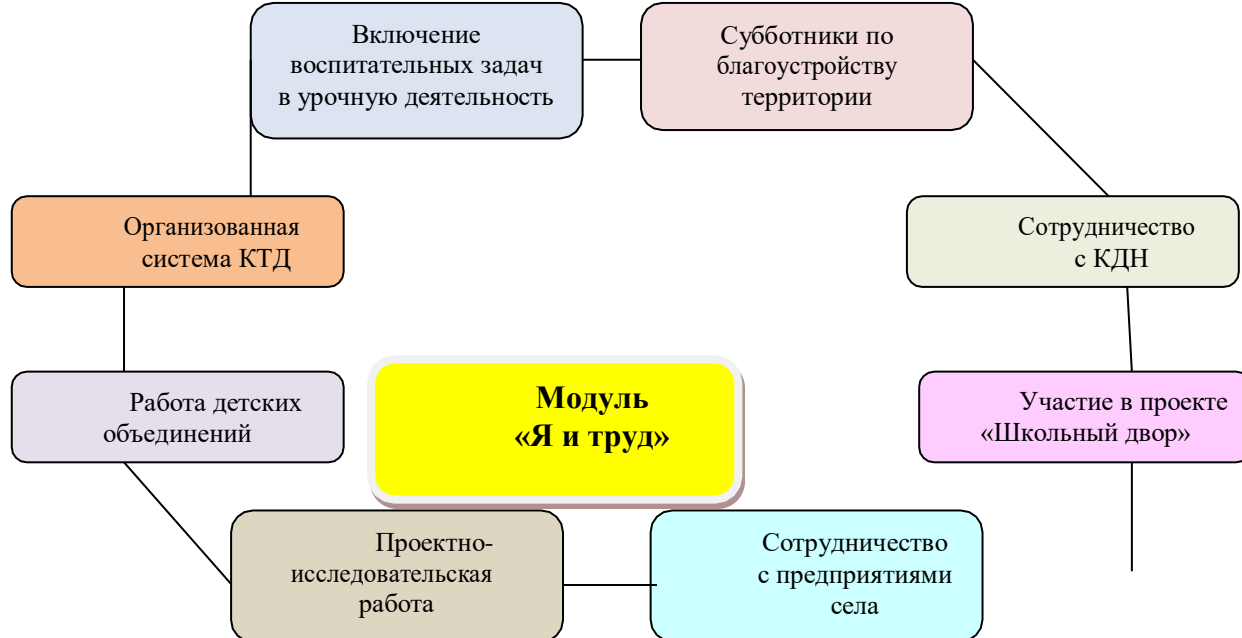 Включение
воспитательных задач
в урочную деятельность
Субботники по
благоустройству
территории
Организованная
система КТД
Сотрудничество
с КДН
Работа детских
объединений
Модуль
«Я и труд»
Участие в проекте
«Школьный двор»
Проектно-
исследовательская
работа
Сотрудничество
с предприятиями
села